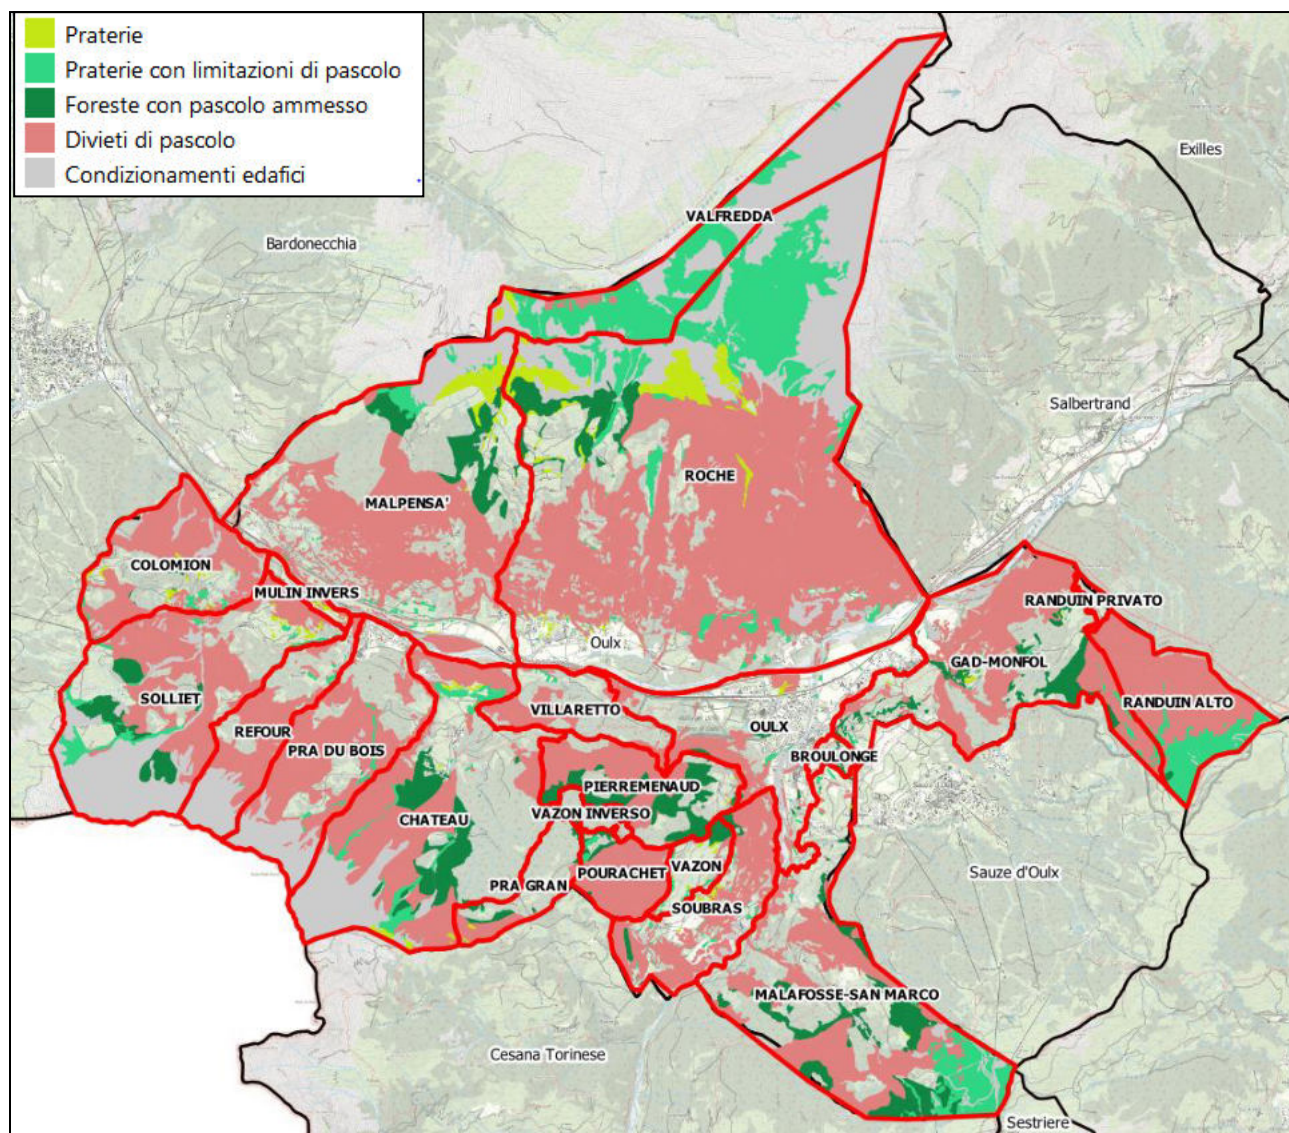 Praterie
Praterie con limitazioni di pascolo
Foreste con pascolo ammesso
Divieti di pascolo
Condizionamenti edafici
Exilles
VALFREDDA
Bardonecchia
Salbertrand
ROCHE
MALPENSA'
COLOMION
MULIN INVERS
RANDUIN PRIVATO
Oulx
GAD-MONFOL
SOLLIET
RANDUIN ALTO
VILLARETTO
REFOUR
OULX
PRA DU BOIS
BROULONGE
PIERREMENAUD
VAZON INVERSO
CHATEAU
VAZON
POURACHET
Sauze d'Oulx
PRA GRAN
SOUBRAS
MALAFOSSE-SAN MARCO
Cesana Torinese
Sestriere